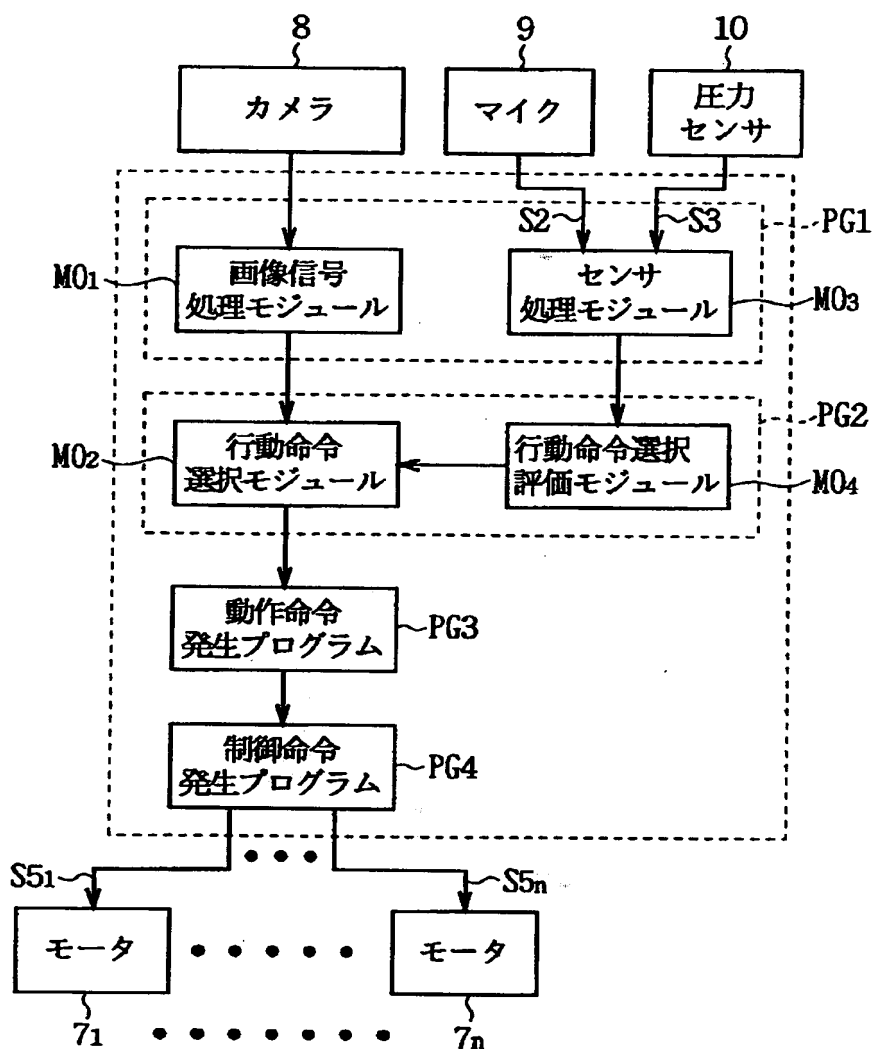 8
9
10
カメラ
マイク
圧力
センサ
S2
S3
PG1
MO1
画像信号
処理モジュール
センサ
処理モジュール
MO3
PG2
MO2
行動命令
選択モジュール
行動命令選択
評価モジュール
MO4
動作命令
発生プログラム
PG3
制御命令
発生プログラム
PG4
S51
S5n
モータ
モータ
71
7n